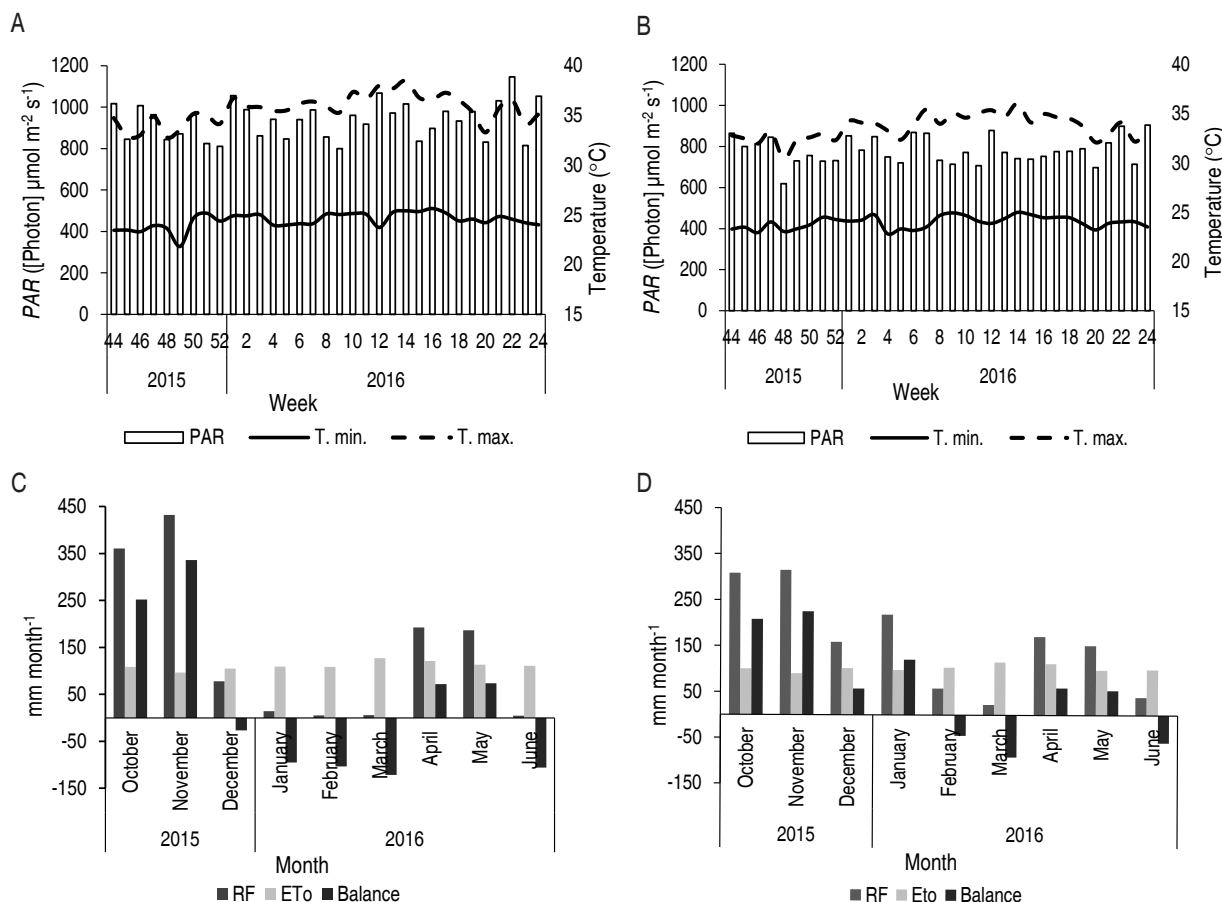 A
PAR ([Photon] µmol m-2 s-1)
1200
1000
800
600
400
200
0
40
35
30
25
20
15
Temperature (°C)
44 46 48 50 52 2 4 6 8 10 12 14 16 18 20 22 24
2015 2016
Week
PAR T. min. T. max.
B
PAR ([Photon] µmol m-2 s-1)
1200
1000
800
600
400
200
0
40
35
30
25
20
15
Temperature (°C)
44 46 48 50 52 2 4 6 8 10 12 14 16 18 20 22 24
2015 2016
Week
PAR T. min. T. max.
C
mm month-1
450
350
250
150
50
-50
-150
October November December January February March April May June
2015 2016
Month
RF ETo Balance
D
mm month-1
450
350
250
150
50
-50
-150
October November December January February March April May June
2015 2016
Month
RF Eto Balance